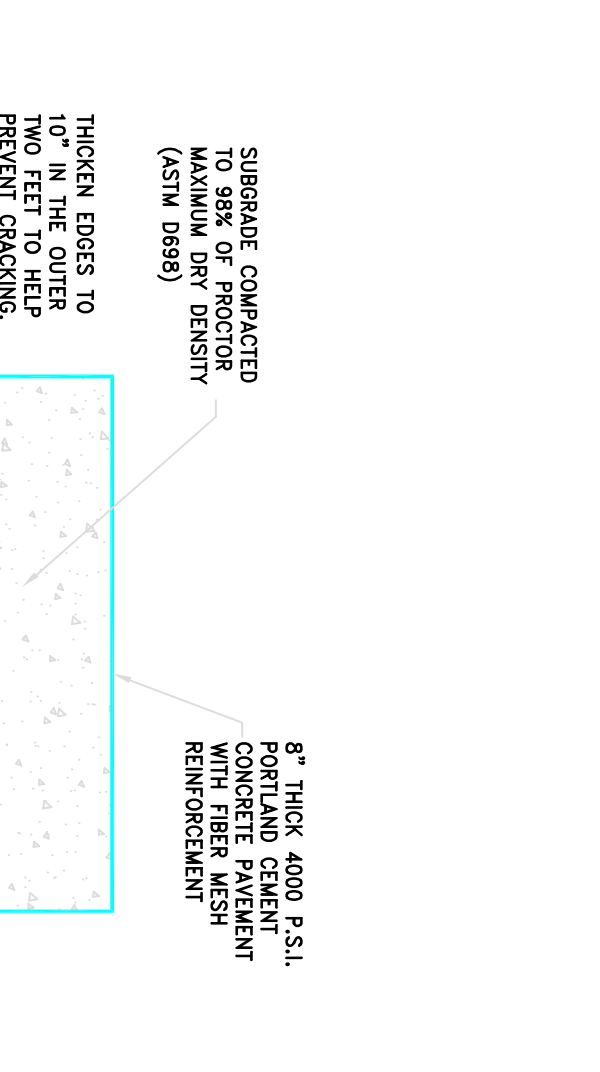 8" THICK 4000 P.S.I.
PORTLAND CEMENT
CONCRETE PAVEMENT
WITH FIBER MESH
REINFORCEMENT
SUBGRADE COMPACTED
TO 98% OF PROCTOR
MAXIMUM DRY DENSITY
(ASTM D698)
THICKEN EDGES TO
10" IN THE OUTER
TWO FEET TO HELP
PREVENT CRACKING.